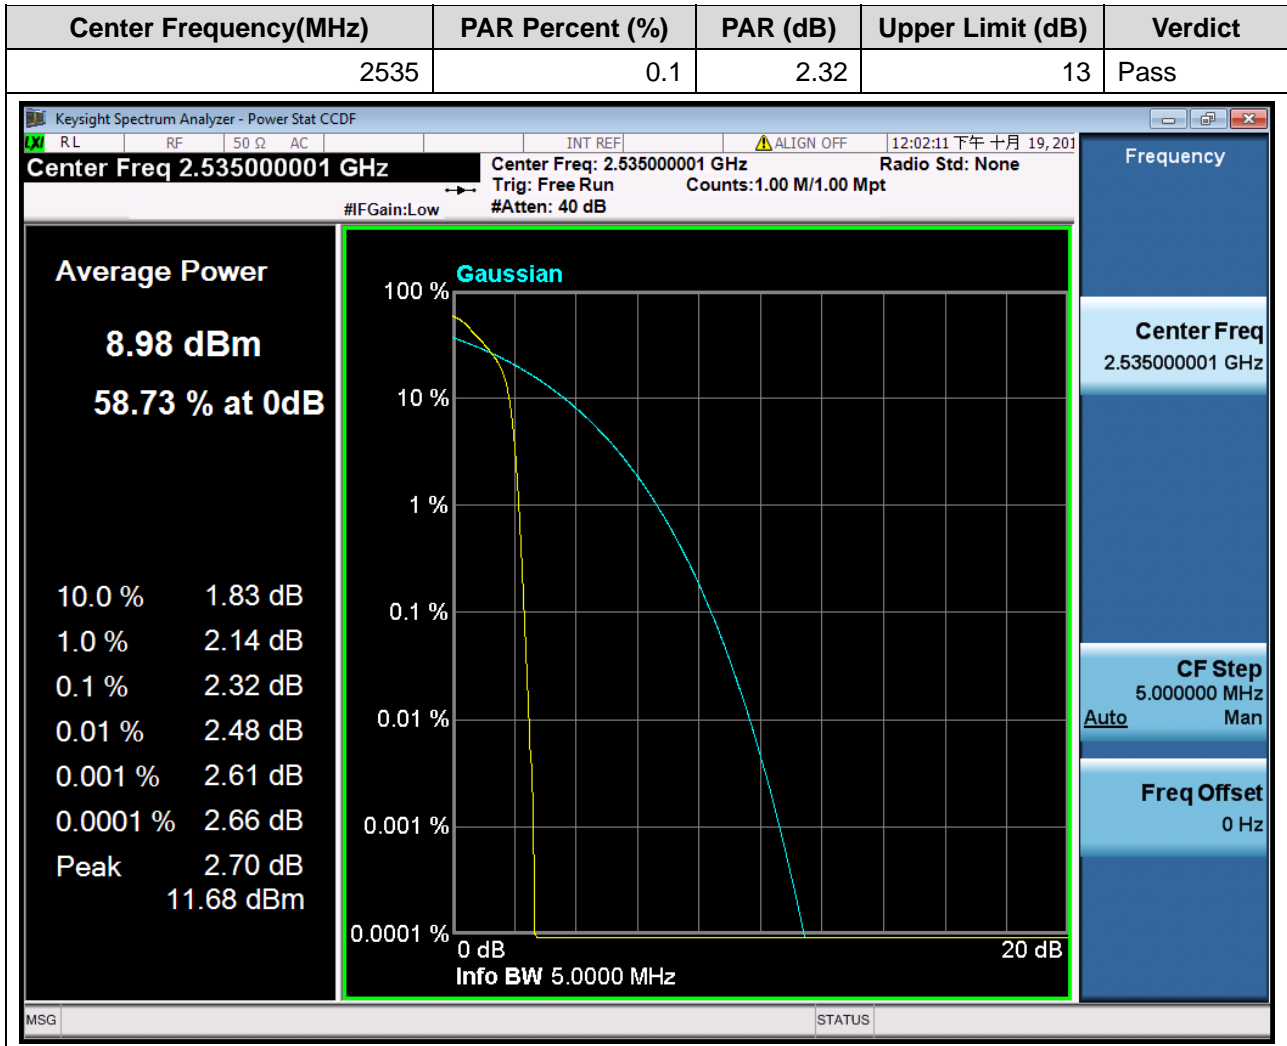 Center Frequency(MHz) PAR Percent (%) PAR (dB) Upper Limit (dB) Verdict
2535 0.1 2.32 13 Pass
Keysight Spectrum Analyzer - Power Stat CCDF
LXI RL RF 50 Ω AC INT REF ALIGN OFF 12:02:11 下午 十月 19, 201
Center Freq 2.535000001 GHz
Center Freq: 2.535000001 GHz Radio Std: None
Trig: Free Run Counts:1.00 M/1.00 Mpt
#IFGain:Low #Atten: 40 dB
Frequency
Average Power
8.98 dBm
58.73 % at 0dB
10.0 % 1.83 dB
1.0 % 2.14 dB
0.1 % 2.32 dB
0.01 % 2.48 dB
0.001 % 2.61 dB
0.0001 % 2.66 dB
Peak 2.70 dB
11.68 dBm
Gaussian
100 %
10 %
1 %
0.1 %
0.01 %
0.001 %
0.0001 %
0 dB 20 dB
Info BW 5.0000 MHz
Center Freq
2.535000001 GHz
CF Step
5.000000 MHz
Auto Man
Freq Offset
0 Hz
MSG STATUS